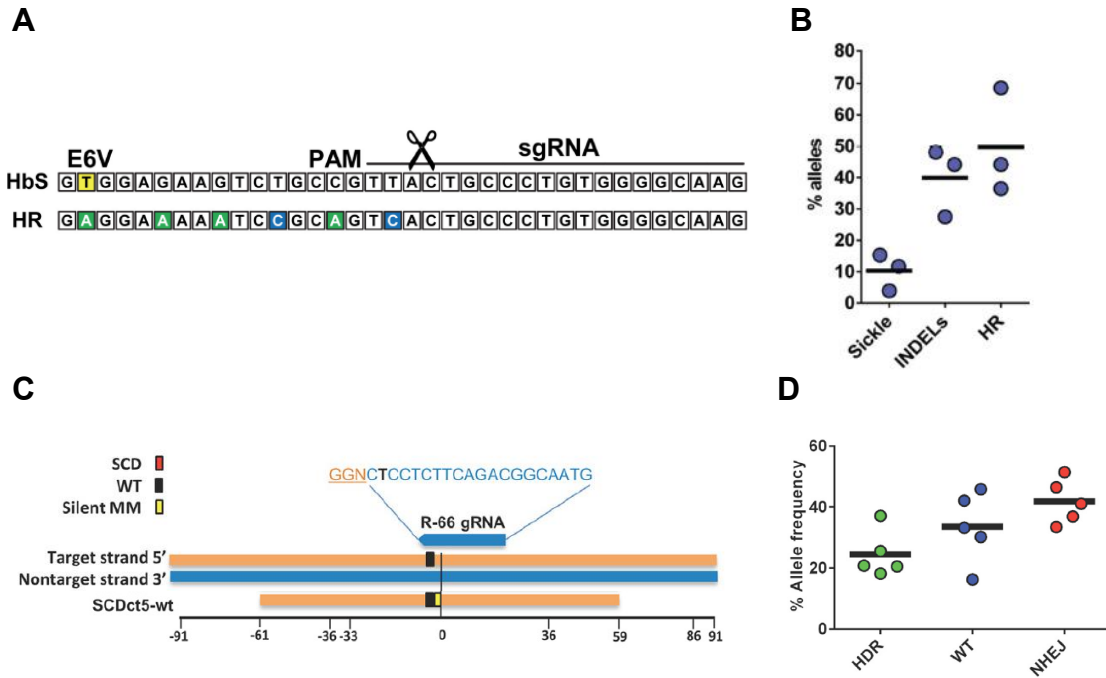 A
E6V PAM sgRNA
HbS G T G G A G A A G T C T G C C G T T A C T G C C C T G T G G G G C A A G
HR G A G G A A A A A T C C G C A G T C A C T G C C C T G T G G G G C A A G
B
% alleles
80
70
60
50
40
30
20
10
0
Sickle INDELs HR
C
SCD
WT
Silent MM
GGNCTCCTCTTCAGACGGCAATG
R-66 gRNA
Target strand 5’
Nontarget strand 3’
SCDct5-wt
-91 -61 -36 -33 0 36 59 86 91
D
% Allele frequency
60
40
20
0
HDR WT NHEJ